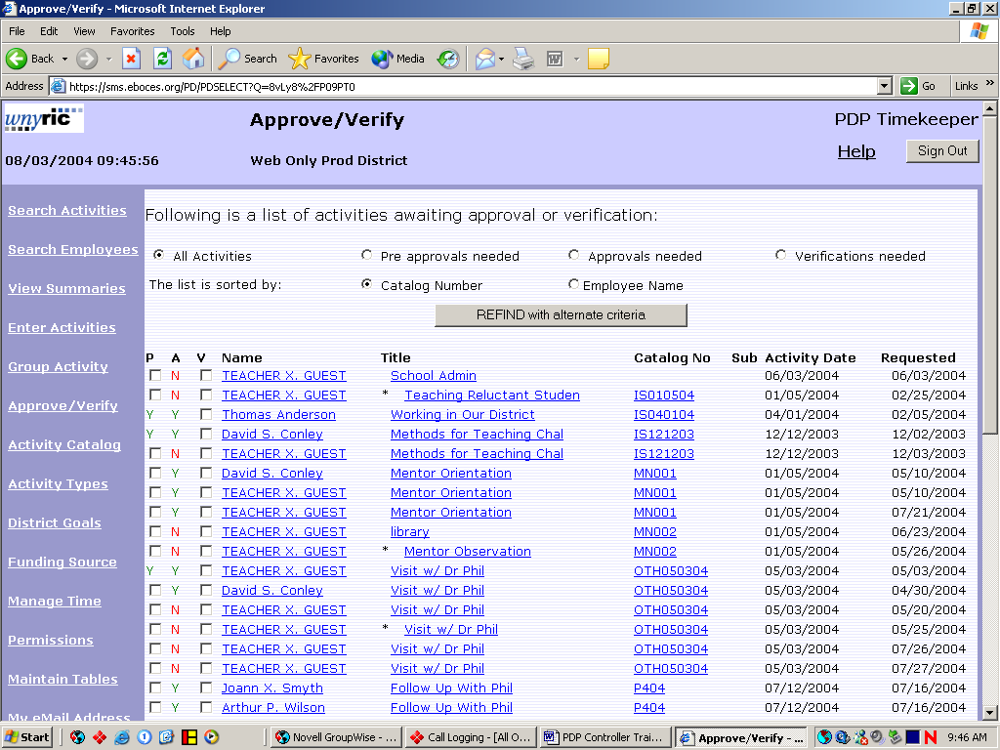 Approve/Verify - Microsoft Internet Explorer
File Edit View Favorites Tools Help
Back Search Favorites Media
Address https://sms.eboces.org/PD/PDSELECT?Q=8vLy8%2FP09PT0 Go Links »
wnyric Approve/Verify PDP Timekeeper
Help Sign Out
08/03/2004 09:45:56 Web Only Prod District
Search Activities
Search Employees
View Summaries
Enter Activities
Group Activity
Approve/Verify
Activity Catalog
Activity Types
District Goals
Funding Source
Manage Time
Permissions
Maintain Tables
My eMail Address
Following is a list of activities awaiting approval or verification:
All Activities Pre approvals needed Approvals needed Verifications needed
The list is sorted by: Catalog Number Employee Name
REFIND with alternate criteria
P A V Name Title Catalog No Sub Activity Date Requested
N TEACHER X. GUEST School Admin 06/03/2004 06/03/2004
N TEACHER X. GUEST * Teaching Reluctant Studen IS010504 01/05/2004 02/25/2004
Y Y Thomas Anderson Working in Our District IS040104 04/01/2004 02/05/2004
Y Y David S. Conley Methods for Teaching Chal IS121203 12/12/2003 12/02/2003
N TEACHER X. GUEST Methods for Teaching Chal IS121203 12/12/2003 12/03/2003
Y David S. Conley Mentor Orientation MN001 01/05/2004 05/10/2004
Y TEACHER X. GUEST Mentor Orientation MN001 01/05/2004 05/10/2004
Y TEACHER X. GUEST Mentor Orientation MN001 01/05/2004 07/21/2004
N TEACHER X. GUEST library MN002 01/05/2004 06/23/2004
N TEACHER X. GUEST * Mentor Observation MN002 01/05/2004 05/26/2004
Y Y TEACHER X. GUEST Visit w/ Dr Phil OTH050304 05/03/2004 05/03/2004
Y David S. Conley Visit w/ Dr Phil OTH050304 05/03/2004 04/30/2004
N TEACHER X. GUEST Visit w/ Dr Phil OTH050304 05/03/2004 05/20/2004
N TEACHER X. GUEST * Visit w/ Dr Phil OTH050304 05/03/2004 05/25/2004
N TEACHER X. GUEST Visit w/ Dr Phil OTH050304 05/03/2004 07/26/2004
N TEACHER X. GUEST Visit w/ Dr Phil OTH050304 05/03/2004 07/27/2004
Y Joann X. Smyth Follow Up With Phil P404 07/12/2004 07/16/2004
Y Arthur P. Wilson Follow Up With Phil P404 07/12/2004 07/16/2004
Start Novell GroupWise - ... Call Logging - [All O... PDP Controller Trai... Approve/Verify - ... 9:46 AM